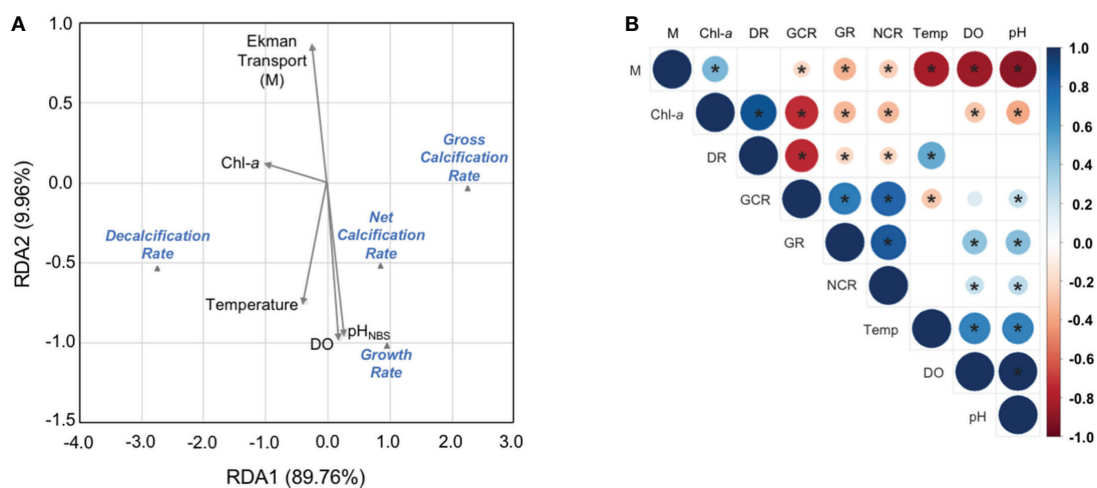 A
Ekman
Transport
(M)
Chl-a
Gross
Calcification
Rate
Net
Calcification
Rate
Decalcification
Rate
Temperature
pHNBS
DO
Growth
Rate
1.0
0.5
0.0
-0.5
-1.0
-1.5
RDA2 (9.96%)
-4.0 -3.0 -2.0 -1.0 0.0 1.0 2.0 3.0
RDA1 (89.76%)
B
M Chl-a DR GCR GR NCR Temp DO pH
M * * * * * * *
Chl-a * * * * * *
DR * * * *
GCR * * * *
GR * * *
NCR * *
Temp * *
DO *
pH
1.0
0.8
0.6
0.4
0.2
0.0
-0.2
-0.4
-0.6
-0.8
-1.0